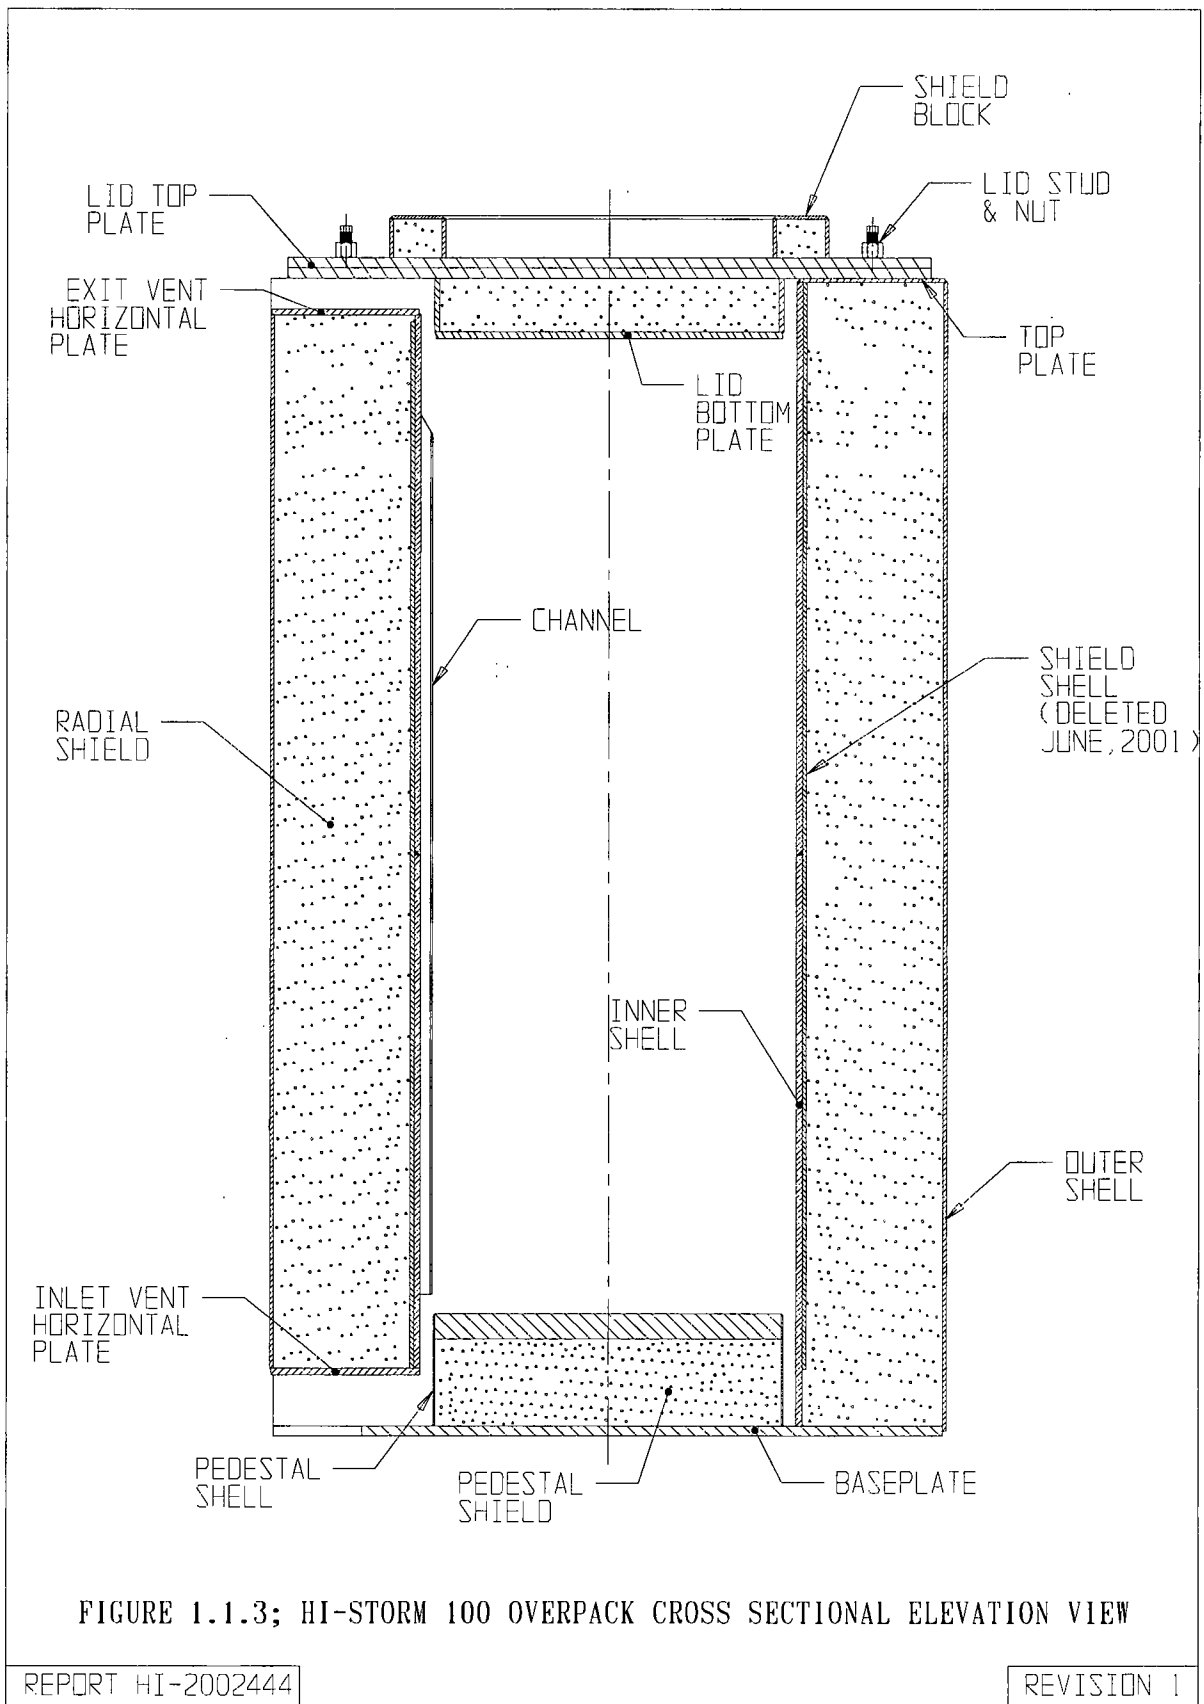 SHIELD
BLOCK
LID TOP
PLATE
LID STUD
& NUT
EXIT VENT
HORIZONTAL
PLATE
TOP
PLATE
LID
BOTTOM
PLATE
CHANNEL
SHIELD
SHELL
(DELETED
JUNE,2001)
RADIAL
SHIELD
INNER
SHELL
OUTER
SHELL
INLET VENT
HORIZONTAL
PLATE
PEDESTAL
SHELL
PEDESTAL
SHIELD
BASEPLATE
FIGURE 1.1.3; HI-STORM 100 OVERPACK CROSS SECTIONAL ELEVATION VIEW
REPORT HI-2002444
REVISION 1